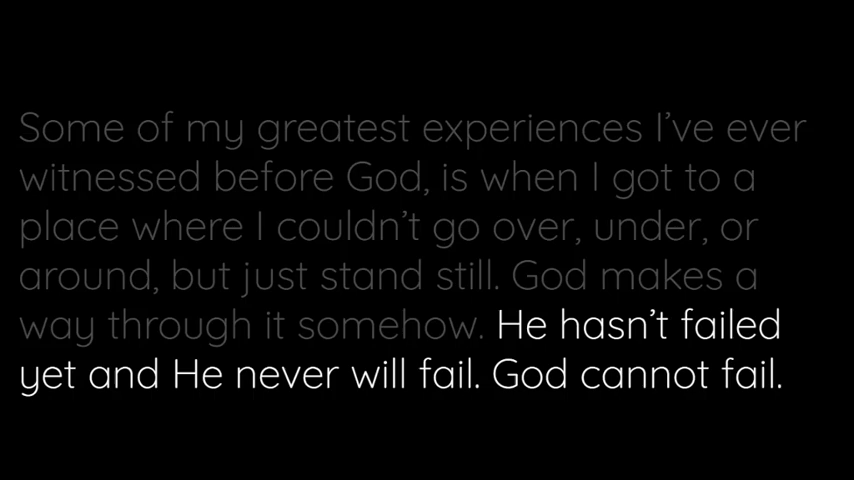 Some of my greatest experiences I’ve ever
witnessed before God, is when I got to a
place where I couldn’t go over, under, or
around, but just stand still. God makes a
way through it somehow. He hasn’t failed
yet and He never will fail. God cannot fail.